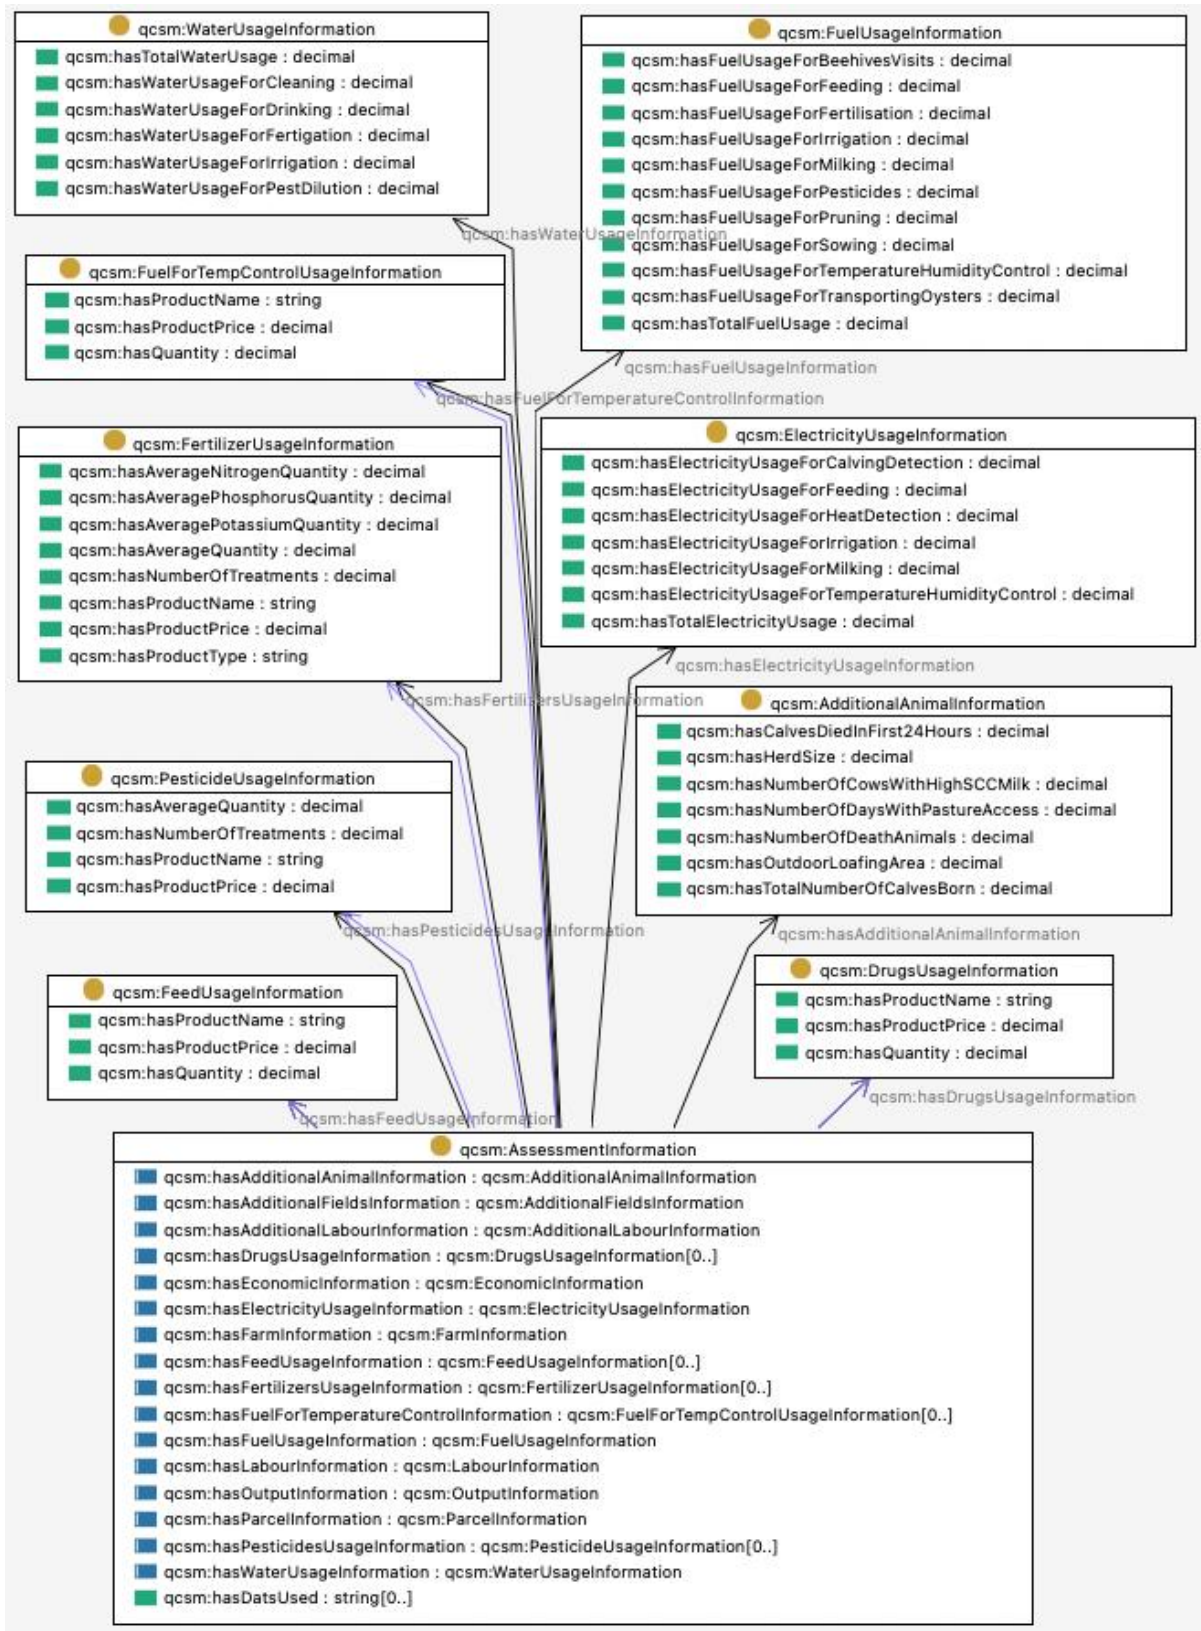 qcsm:WaterUsageInformation
qcsm:hasTotalWaterUsage : decimal
qcsm:hasWaterUsageForCleaning : decimal
qcsm:hasWaterUsageForDrinking : decimal
qcsm:hasWaterUsageForFertigation : decimal
qcsm:hasWaterUsageForIrrigation : decimal
qcsm:hasWaterUsageForPestDilution : decimal
qcsm:FuelUsageInformation
qcsm:hasFuelUsageForBeehivesVisits : decimal
qcsm:hasFuelUsageForFeeding : decimal
qcsm:hasFuelUsageForFertilisation : decimal
qcsm:hasFuelUsageForIrrigation : decimal
qcsm:hasFuelUsageForMilking : decimal
qcsm:hasFuelUsageForPesticides : decimal
qcsm:hasFuelUsageForPruning : decimal
qcsm:hasFuelUsageForSowing : decimal
qcsm:hasFuelUsageForTemperatureHumidityControl : decimal
qcsm:hasFuelUsageForTransportingOysters : decimal
qcsm:hasTotalFuelUsage : decimal
qcsm:hasWaterUsageInformation
qcsm:FuelForTempControlUsageInformation
qcsm:hasProductName : string
qcsm:hasProductPrice : decimal
qcsm:hasQuantity : decimal
qcsm:hasFuelUsageInformation
qcsm:hasFuelForTemperatureControlInformation
qcsm:FertilizerUsageInformation
qcsm:hasAverageNitrogenQuantity : decimal
qcsm:hasAveragePhosphorusQuantity : decimal
qcsm:hasAveragePotassiumQuantity : decimal
qcsm:hasAverageQuantity : decimal
qcsm:hasNumberOfTreatments : decimal
qcsm:hasProductName : string
qcsm:hasProductPrice : decimal
qcsm:hasProductType : string
qcsm:ElectricityUsageInformation
qcsm:hasElectricityUsageForCalvingDetection : decimal
qcsm:hasElectricityUsageForFeeding : decimal
qcsm:hasElectricityUsageForHeatDetection : decimal
qcsm:hasElectricityUsageForIrrigation : decimal
qcsm:hasElectricityUsageForMilking : decimal
qcsm:hasElectricityUsageForTemperatureHumidityControl : decimal
qcsm:hasTotalElectricityUsage : decimal
qcsm:hasElectricityUsageInformation
qcsm:hasFertilizersUsageInformation
qcsm:AdditionalAnimalInformation
qcsm:hasCalvesDiedInFirst24Hours : decimal
qcsm:hasHerdSize : decimal
qcsm:hasNumberOfCowsWithHighSCCMilk : decimal
qcsm:hasNumberOfDaysWithPastureAccess : decimal
qcsm:hasNumberOfDeathAnimals : decimal
qcsm:hasOutdoorLoafingArea : decimal
qcsm:hasTotalNumberOfCalvesBorn : decimal
qcsm:PesticideUsageInformation
qcsm:hasAverageQuantity : decimal
qcsm:hasNumberOfTreatments : decimal
qcsm:hasProductName : string
qcsm:hasProductPrice : decimal
qcsm:hasPesticidesUsageInformation
qcsm:hasAdditionalAnimalInformation
qcsm:FeedUsageInformation
qcsm:hasProductName : string
qcsm:hasProductPrice : decimal
qcsm:hasQuantity : decimal
qcsm:DrugsUsageInformation
qcsm:hasProductName : string
qcsm:hasProductPrice : decimal
qcsm:hasQuantity : decimal
qcsm:hasDrugsUsageInformation
qcsm:hasFeedUsageInformation
qcsm:AssessmentInformation
qcsm:hasAdditionalAnimalInformation : qcsm:AdditionalAnimalInformation
qcsm:hasAdditionalFieldsInformation : qcsm:AdditionalFieldsInformation
qcsm:hasAdditionalLabourInformation : qcsm:AdditionalLabourInformation
qcsm:hasDrugsUsageInformation : qcsm:DrugsUsageInformation[0..]
qcsm:hasEconomicInformation : qcsm:EconomicInformation
qcsm:hasElectricityUsageInformation : qcsm:ElectricityUsageInformation
qcsm:hasFarmInformation : qcsm:FarmInformation
qcsm:hasFeedUsageInformation : qcsm:FeedUsageInformation[0..]
qcsm:hasFertilizersUsageInformation : qcsm:FertilizerUsageInformation[0..]
qcsm:hasFuelForTemperatureControlInformation : qcsm:FuelForTempControlUsageInformation[0..]
qcsm:hasFuelUsageInformation : qcsm:FuelUsageInformation
qcsm:hasLabourInformation : qcsm:LabourInformation
qcsm:hasOutputInformation : qcsm:OutputInformation
qcsm:hasParcelInformation : qcsm:ParcelInformation
qcsm:hasPesticidesUsageInformation : qcsm:PesticideUsageInformation[0..]
qcsm:hasWaterUsageInformation : qcsm:WaterUsageInformation
qcsm:hasDatsUsed : string[0..]